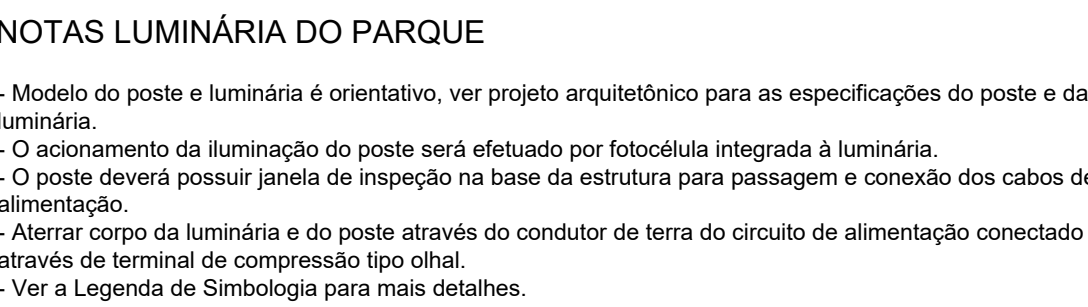 NOTAS LUMINÁRIA DO PARQUE
- Modelo do poste e luminária é orientativo, ver projeto arquitetônico para as especificações do poste e da
luminária.
- O acionamento da iluminação do poste será efetuado por fotocélula integrada à luminária.
- O poste deverá possuir janela de inspeção na base da estrutura para passagem e conexão dos cabos de
alimentação.
- Aterrar corpo da luminária e do poste através do condutor de terra do circuito de alimentação conectado
através de terminal de compressão tipo olhal.
- Ver a Legenda de Simbologia para mais detalhes.